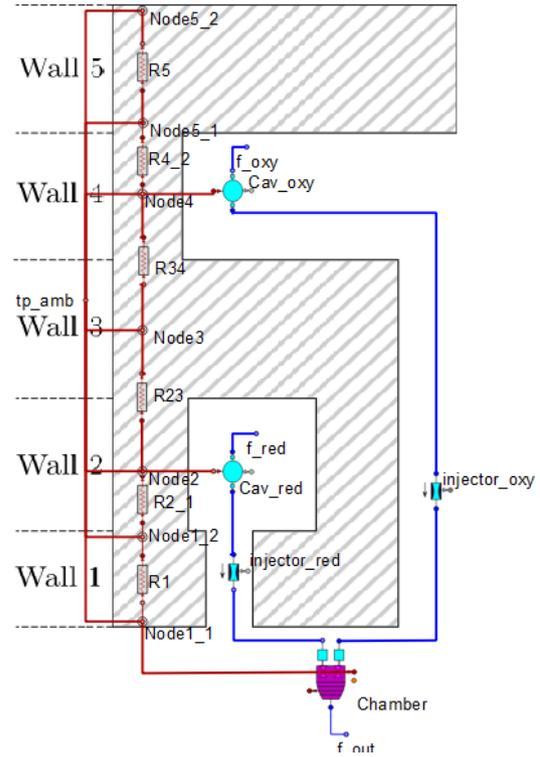 Node5_2
Wall 5
R5
Node5_1
R4_2
f_oxy
Cav_oxy
Wall 4
Node4
R34
tp_amb
Wall 3
Node3
R23
f_red
Wall 2
Node2
Cav_red
injector_oxy
R2_1
Node1_2
injector_red
Wall 1
R1
Node1_1
Chamber
f_out